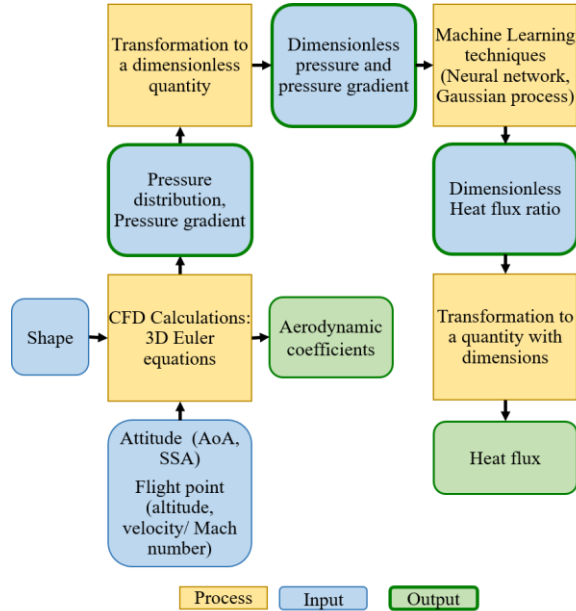 Transformation to
a dimensionless
quantity
Dimensionless
pressure and
pressure gradient
Machine Learning
techniques
(Neural network,
Gaussian process)
Pressure
distribution,
Pressure gradient
Dimensionless
Heat flux ratio
Shape
CFD Calculations:
3D Euler
equations
Aerodynamic
coefficients
Transformation to
a quantity with
dimensions
Attitude (AoA,
SSA)
Flight point
(altitude,
velocity/ Mach
number)
Heat flux
Process
Input
Output